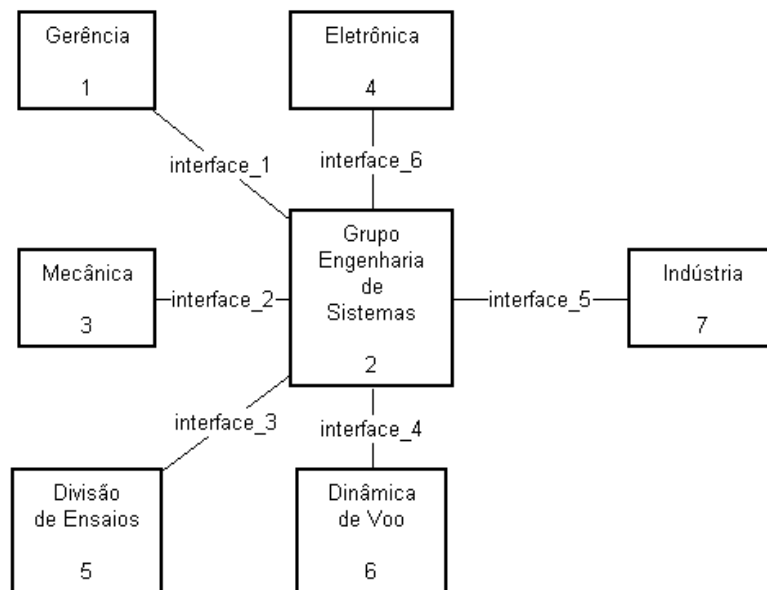 Gerência
1
Eletrônica
4
interface_1
interface_6
Grupo
Engenharia
de
Sistemas
2
Mecânica
3
interface_2
interface_5
Indústria
7
interface_3
interface_4
Divisão
de Ensaios
5
Dinâmica
de Voo
6